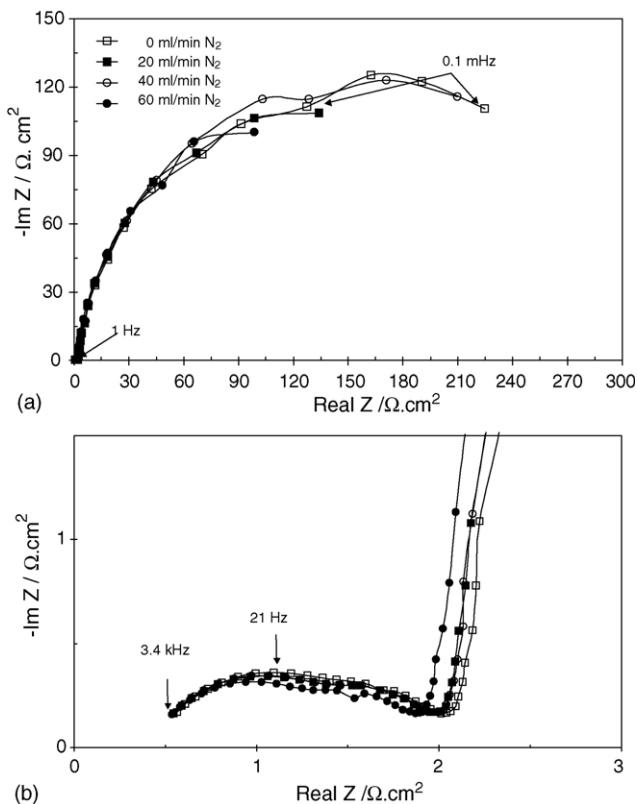 150
120
90
60
30
0
-Im Z / Ω. cm²
0 ml/min N₂
20 ml/min N₂
40 ml/min N₂
60 ml/min N₂
0.1 mHz
1 Hz
0 30 60 90 120 150 180 210 240 270 300
Real Z /Ω.cm²
(a)
1
0
-Im Z / Ω.cm²
3.4 kHz
21 Hz
0 1 2 3
Real Z /Ω.cm²
(b)